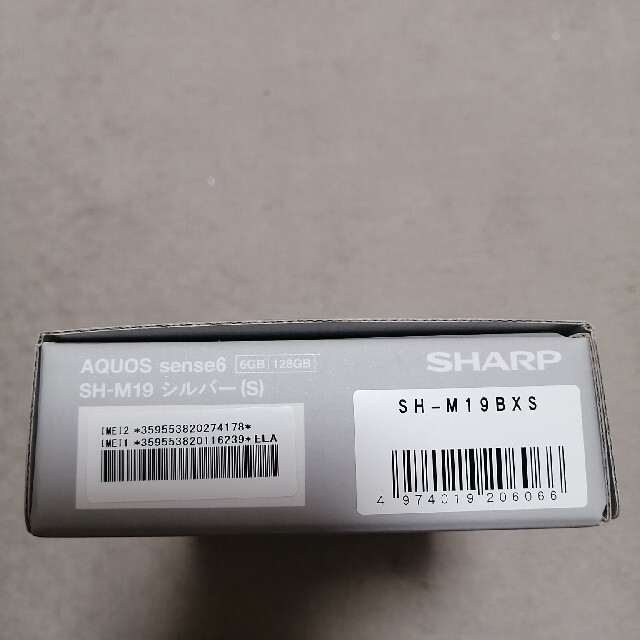 AQUOS sense6 6GB 128GB
SHARP
SH-M19 シルバー(S)
IMEI2 *359553820274178*
IMEI1 *359553820116239* ELA
SH-M19BXS
4 974019 206066